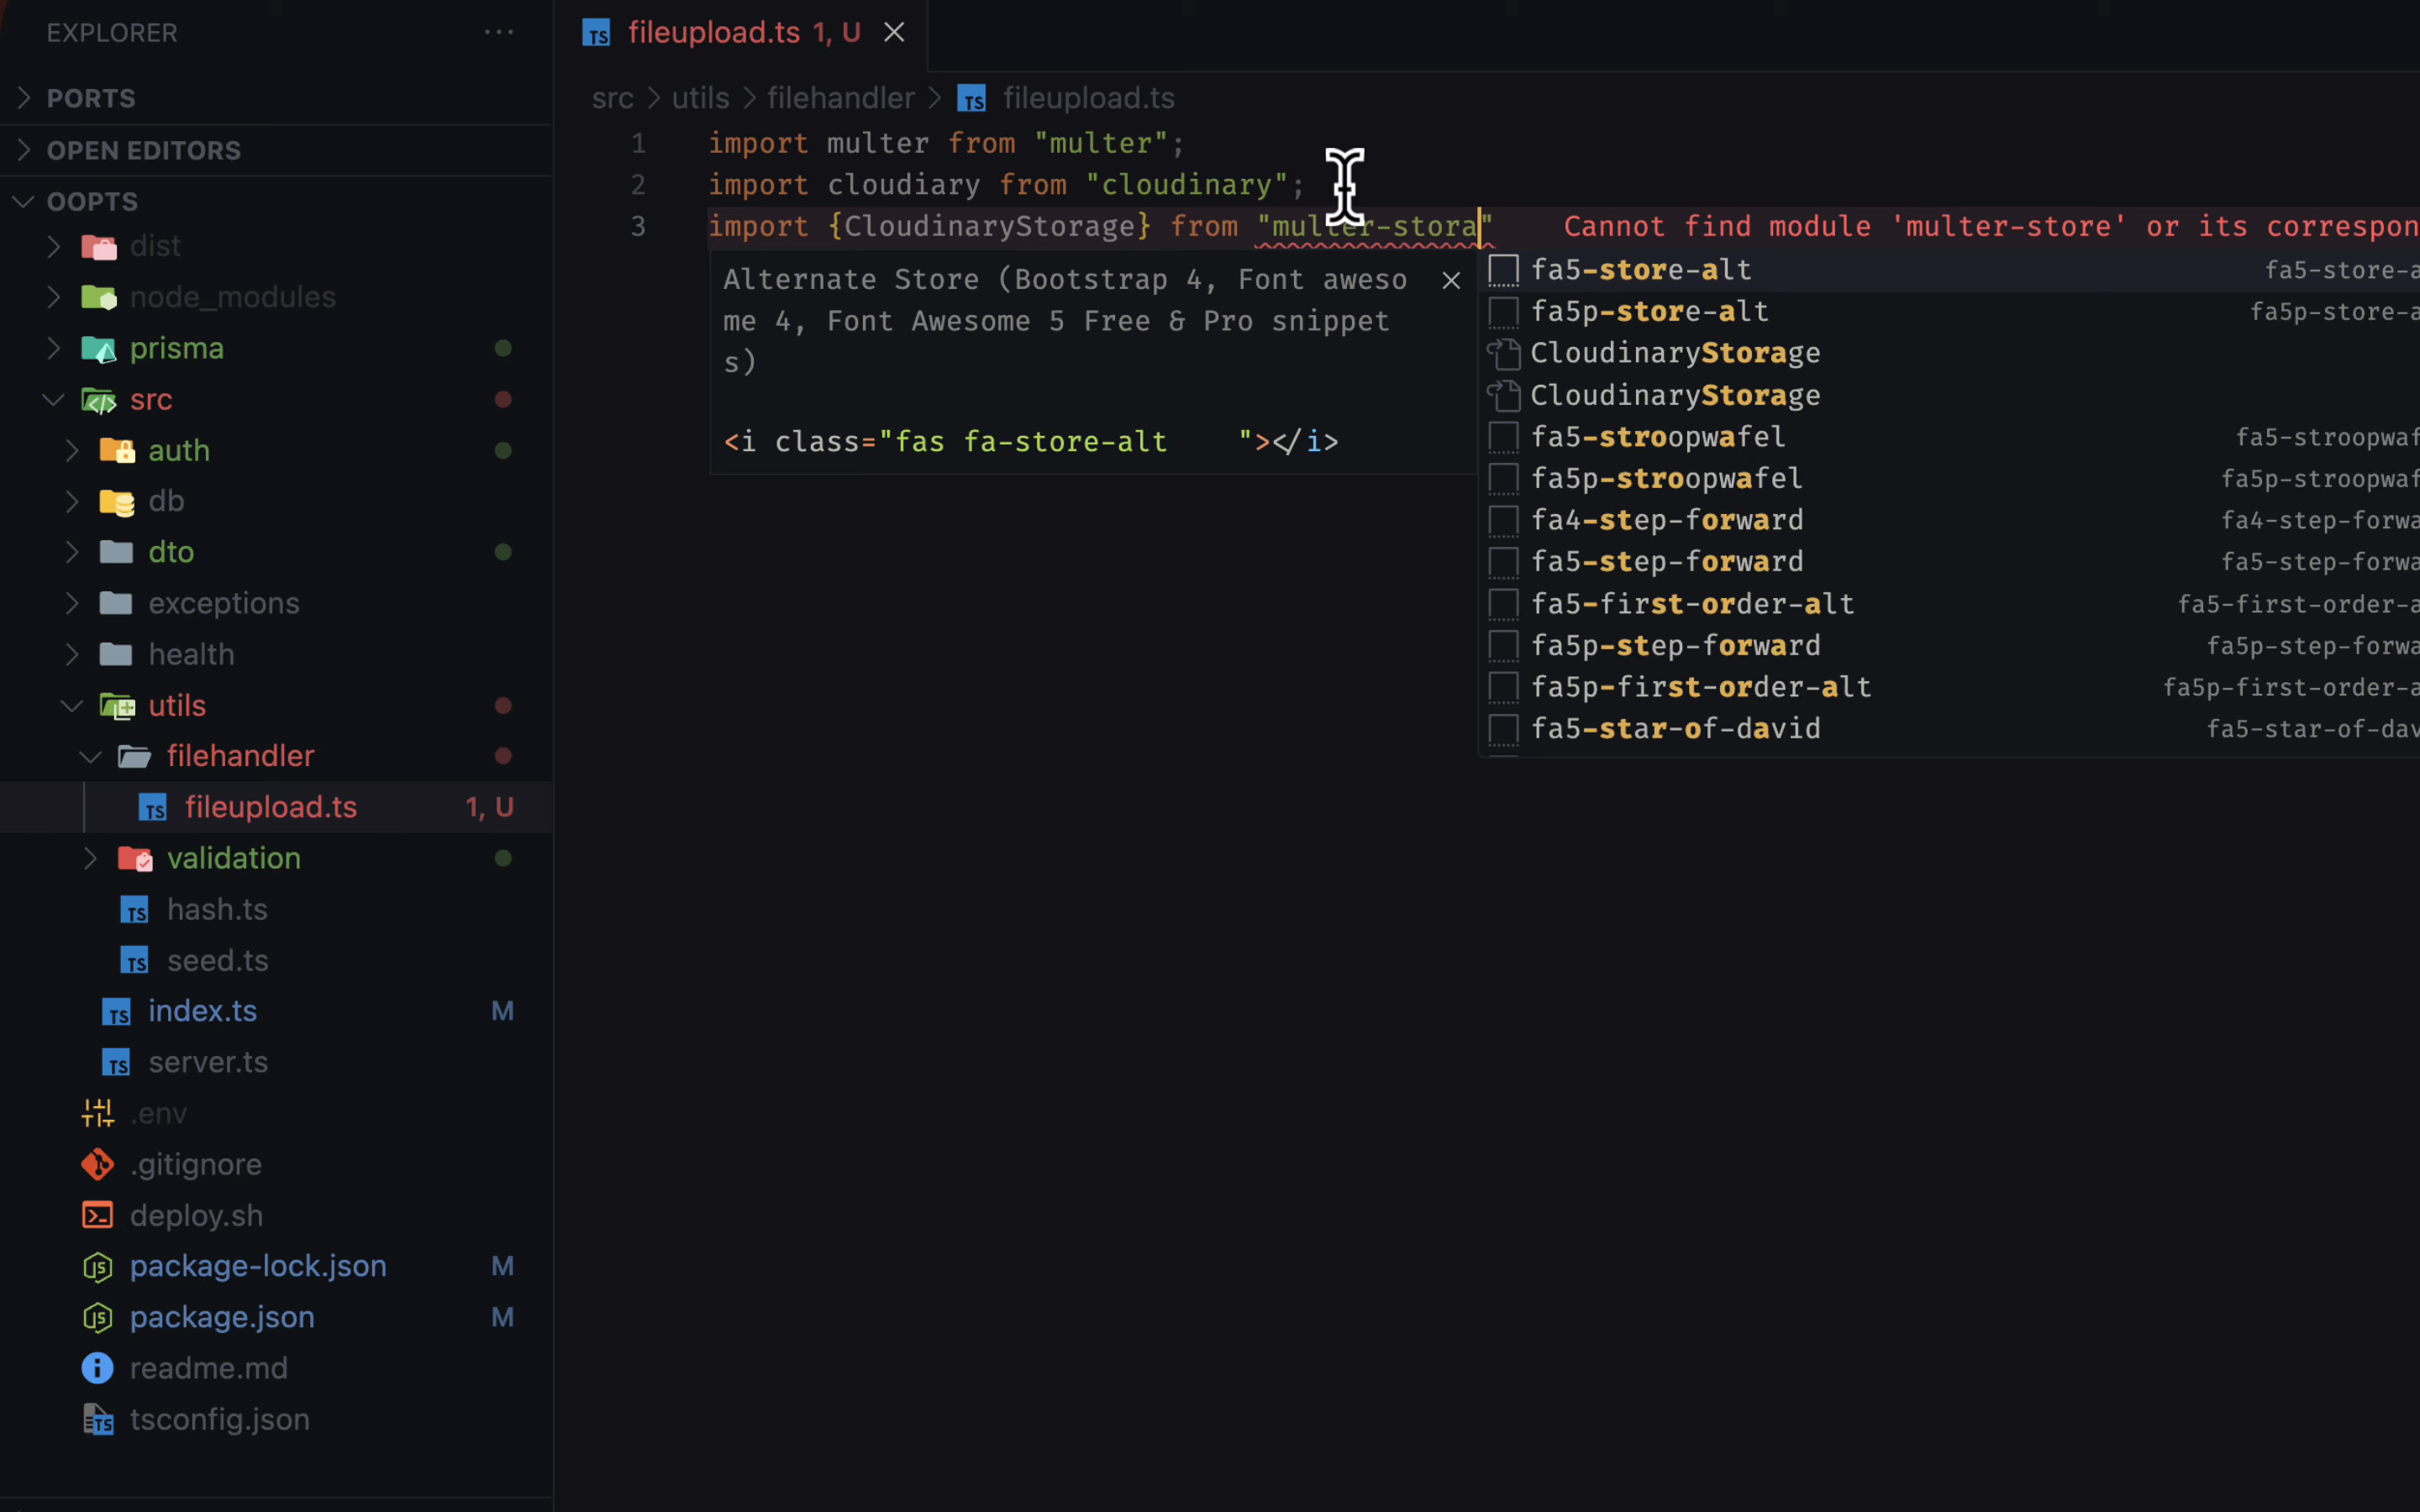 EXPLORER ···
PORTS
OPEN EDITORS
OOPTS
dist
node_modules
prisma
src
auth
db
dto
exceptions
health
utils
filehandler
fileupload.ts 1, U
validation
hash.ts
seed.ts
index.ts M
server.ts
.env
.gitignore
deploy.sh
package-lock.json M
package.json M
readme.md
tsconfig.json
fileupload.ts 1, U
src > utils > filehandler > fileupload.ts
1 import multer from "multer";
2 import cloudiary from "cloudinary";
3 import {CloudinaryStorage} from "multer-stora" Cannot find module 'multer-store' or its correspon
Alternate Store (Bootstrap 4, Font aweso
me 4, Font Awesome 5 Free & Pro snippet
s)
<i class="fas fa-store-alt    "></i>
fa5-store-alt fa5-store-a
fa5p-store-alt fa5p-store-a
CloudinaryStorage
CloudinaryStorage
fa5-stroopwafel fa5-stroopwaf
fa5p-stroopwafel fa5p-stroopwaf
fa4-step-forward fa4-step-forwa
fa5-step-forward fa5-step-forwa
fa5-first-order-alt fa5-first-order-a
fa5p-step-forward fa5p-step-forwa
fa5p-first-order-alt fa5p-first-order-a
fa5-star-of-david fa5-star-of-dav